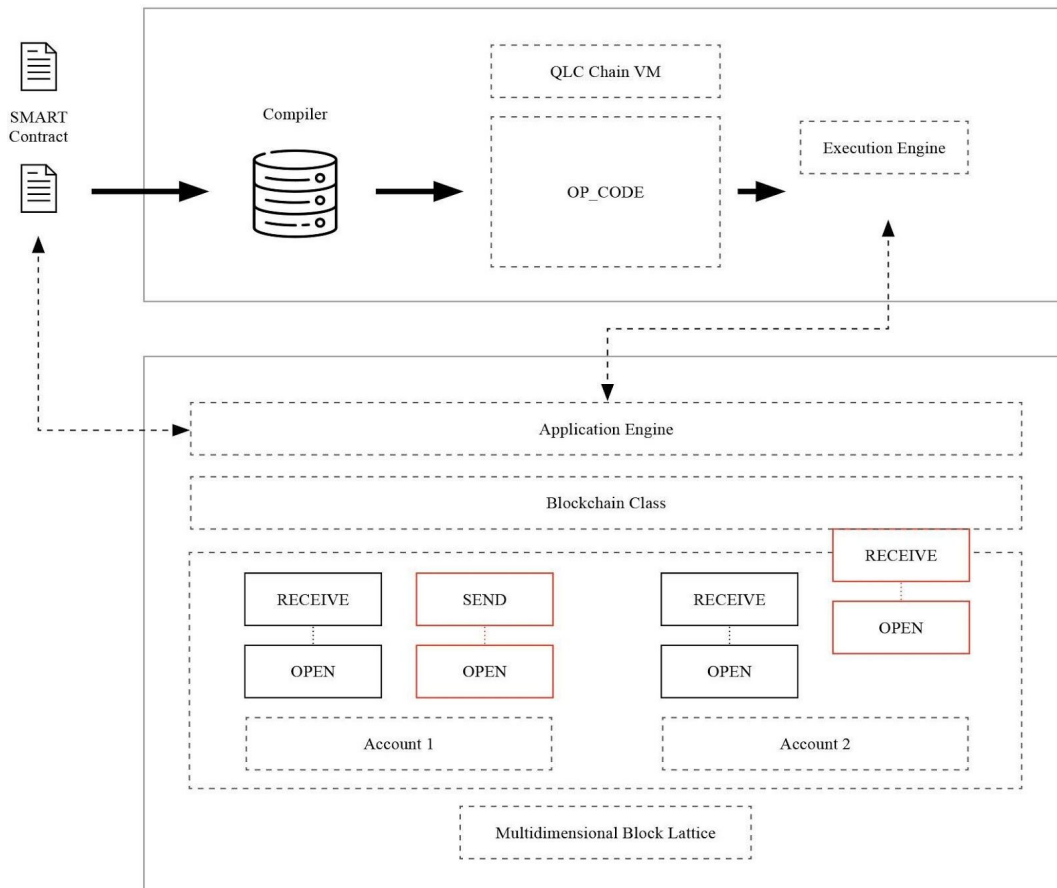 SMART
Contract
Compiler
QLC Chain VM
OP_CODE
Execution Engine
Application Engine
Blockchain Class
RECEIVE
OPEN
SEND
OPEN
Account 1
RECEIVE
OPEN
RECEIVE
OPEN
Account 2
Multidimensional Block Lattice